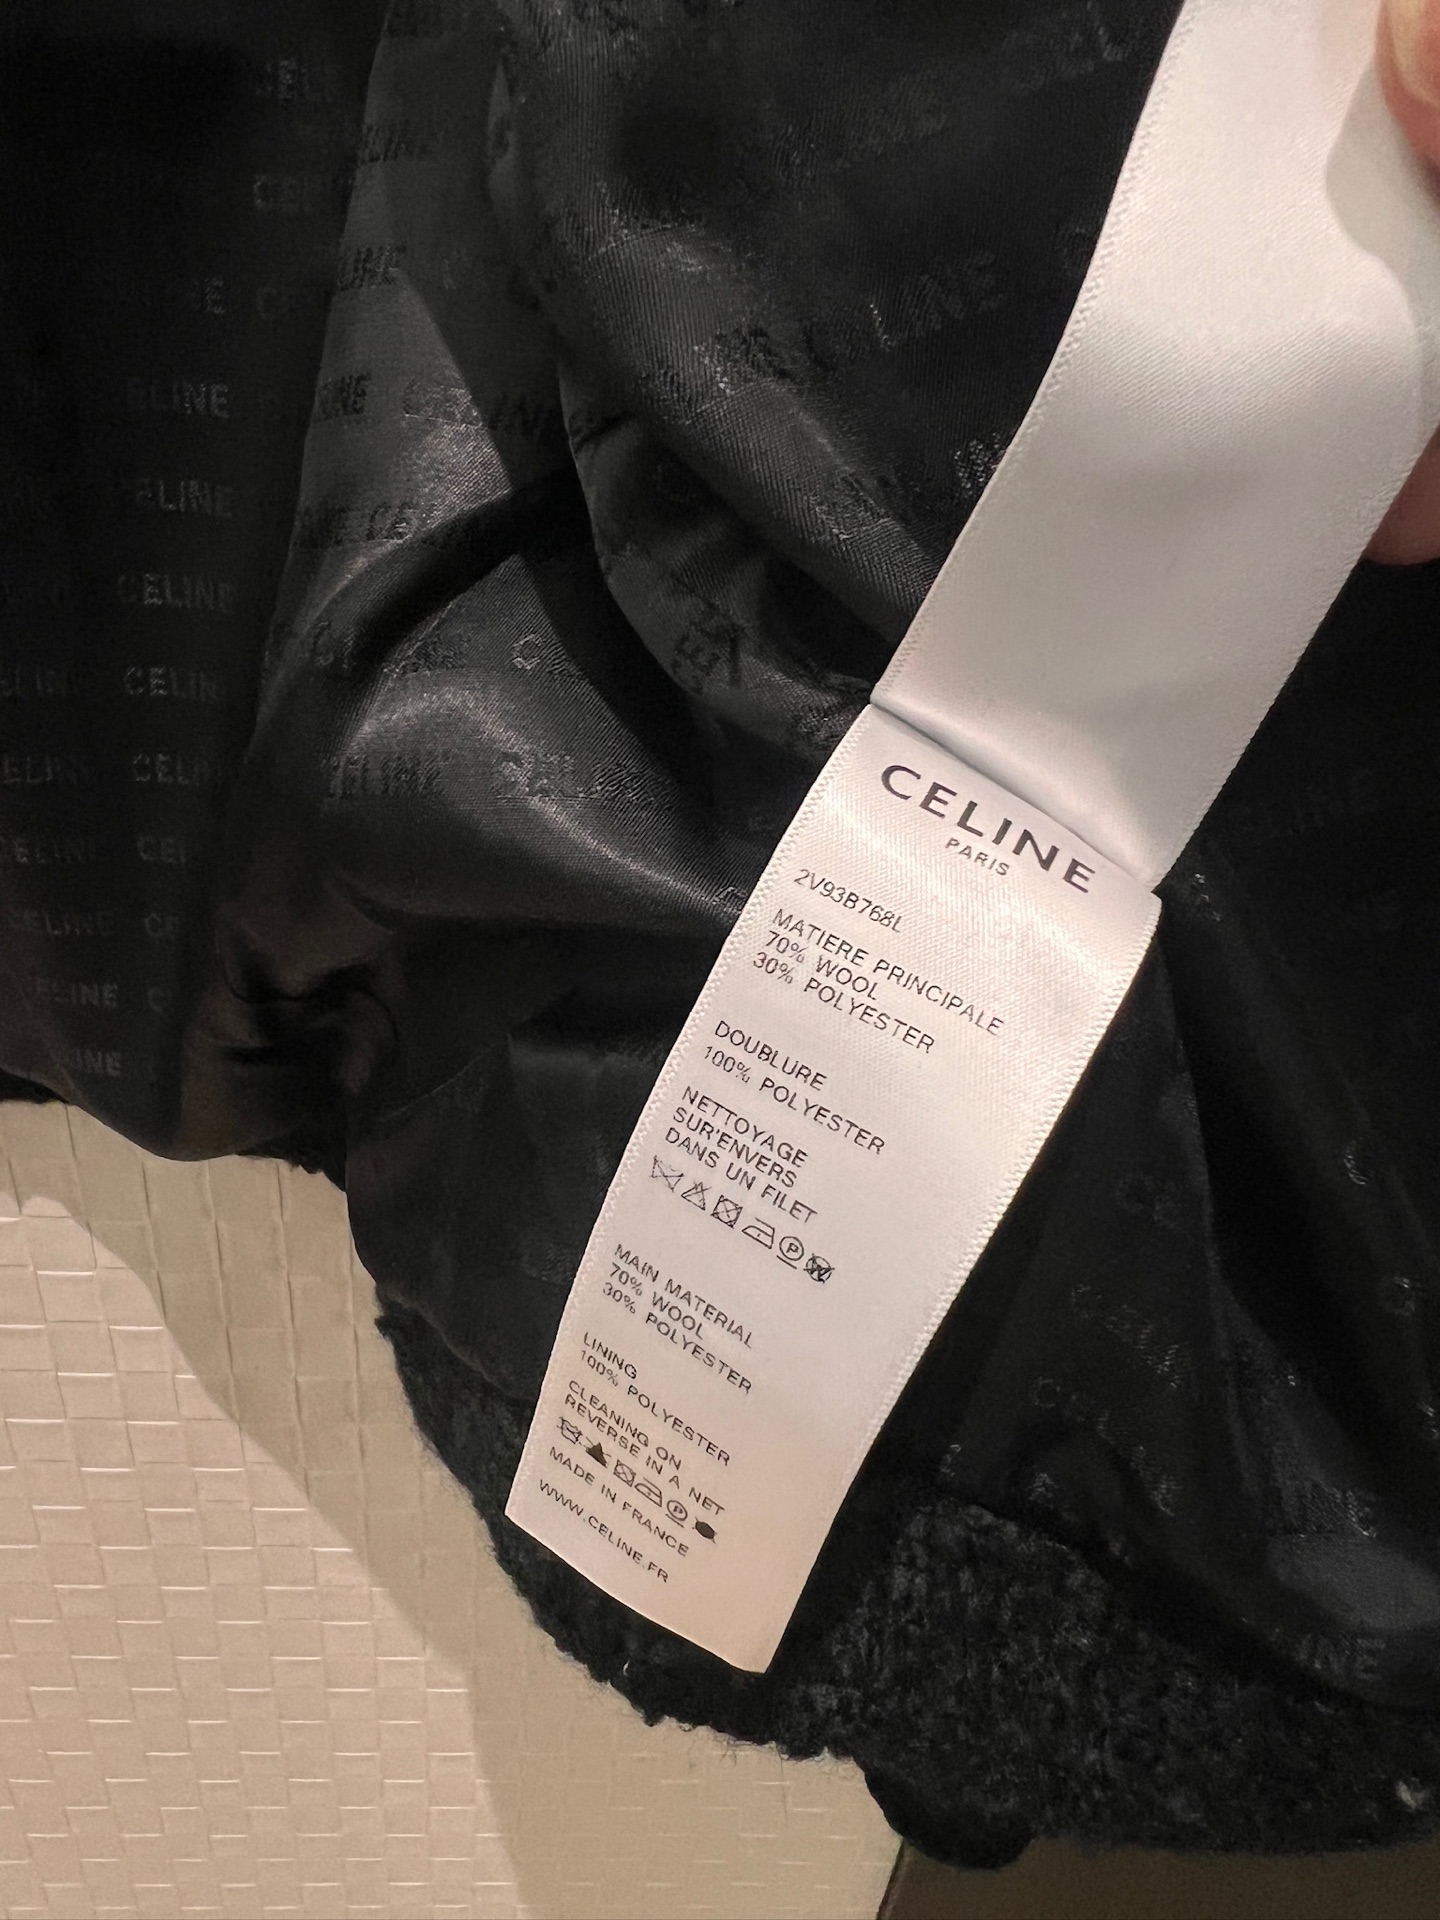 CELINE
PARIS
2V93B768L
MATIERE PRINCIPALE
70% WOOL
30% POLYESTER
DOUBLURE
100% POLYESTER
NETTOYAGE
SUR'ENVERS
DANS UN FILET
P
W
MAIN MATERIAL
70% WOOL
30% POLYESTER
LINING
100% POLYESTER
CLEANING ON
REVERSE IN A NET
P
MADE IN FRANCE
WWW.CELINE.FR
CELINE
CELINE
CELINE
CELINE